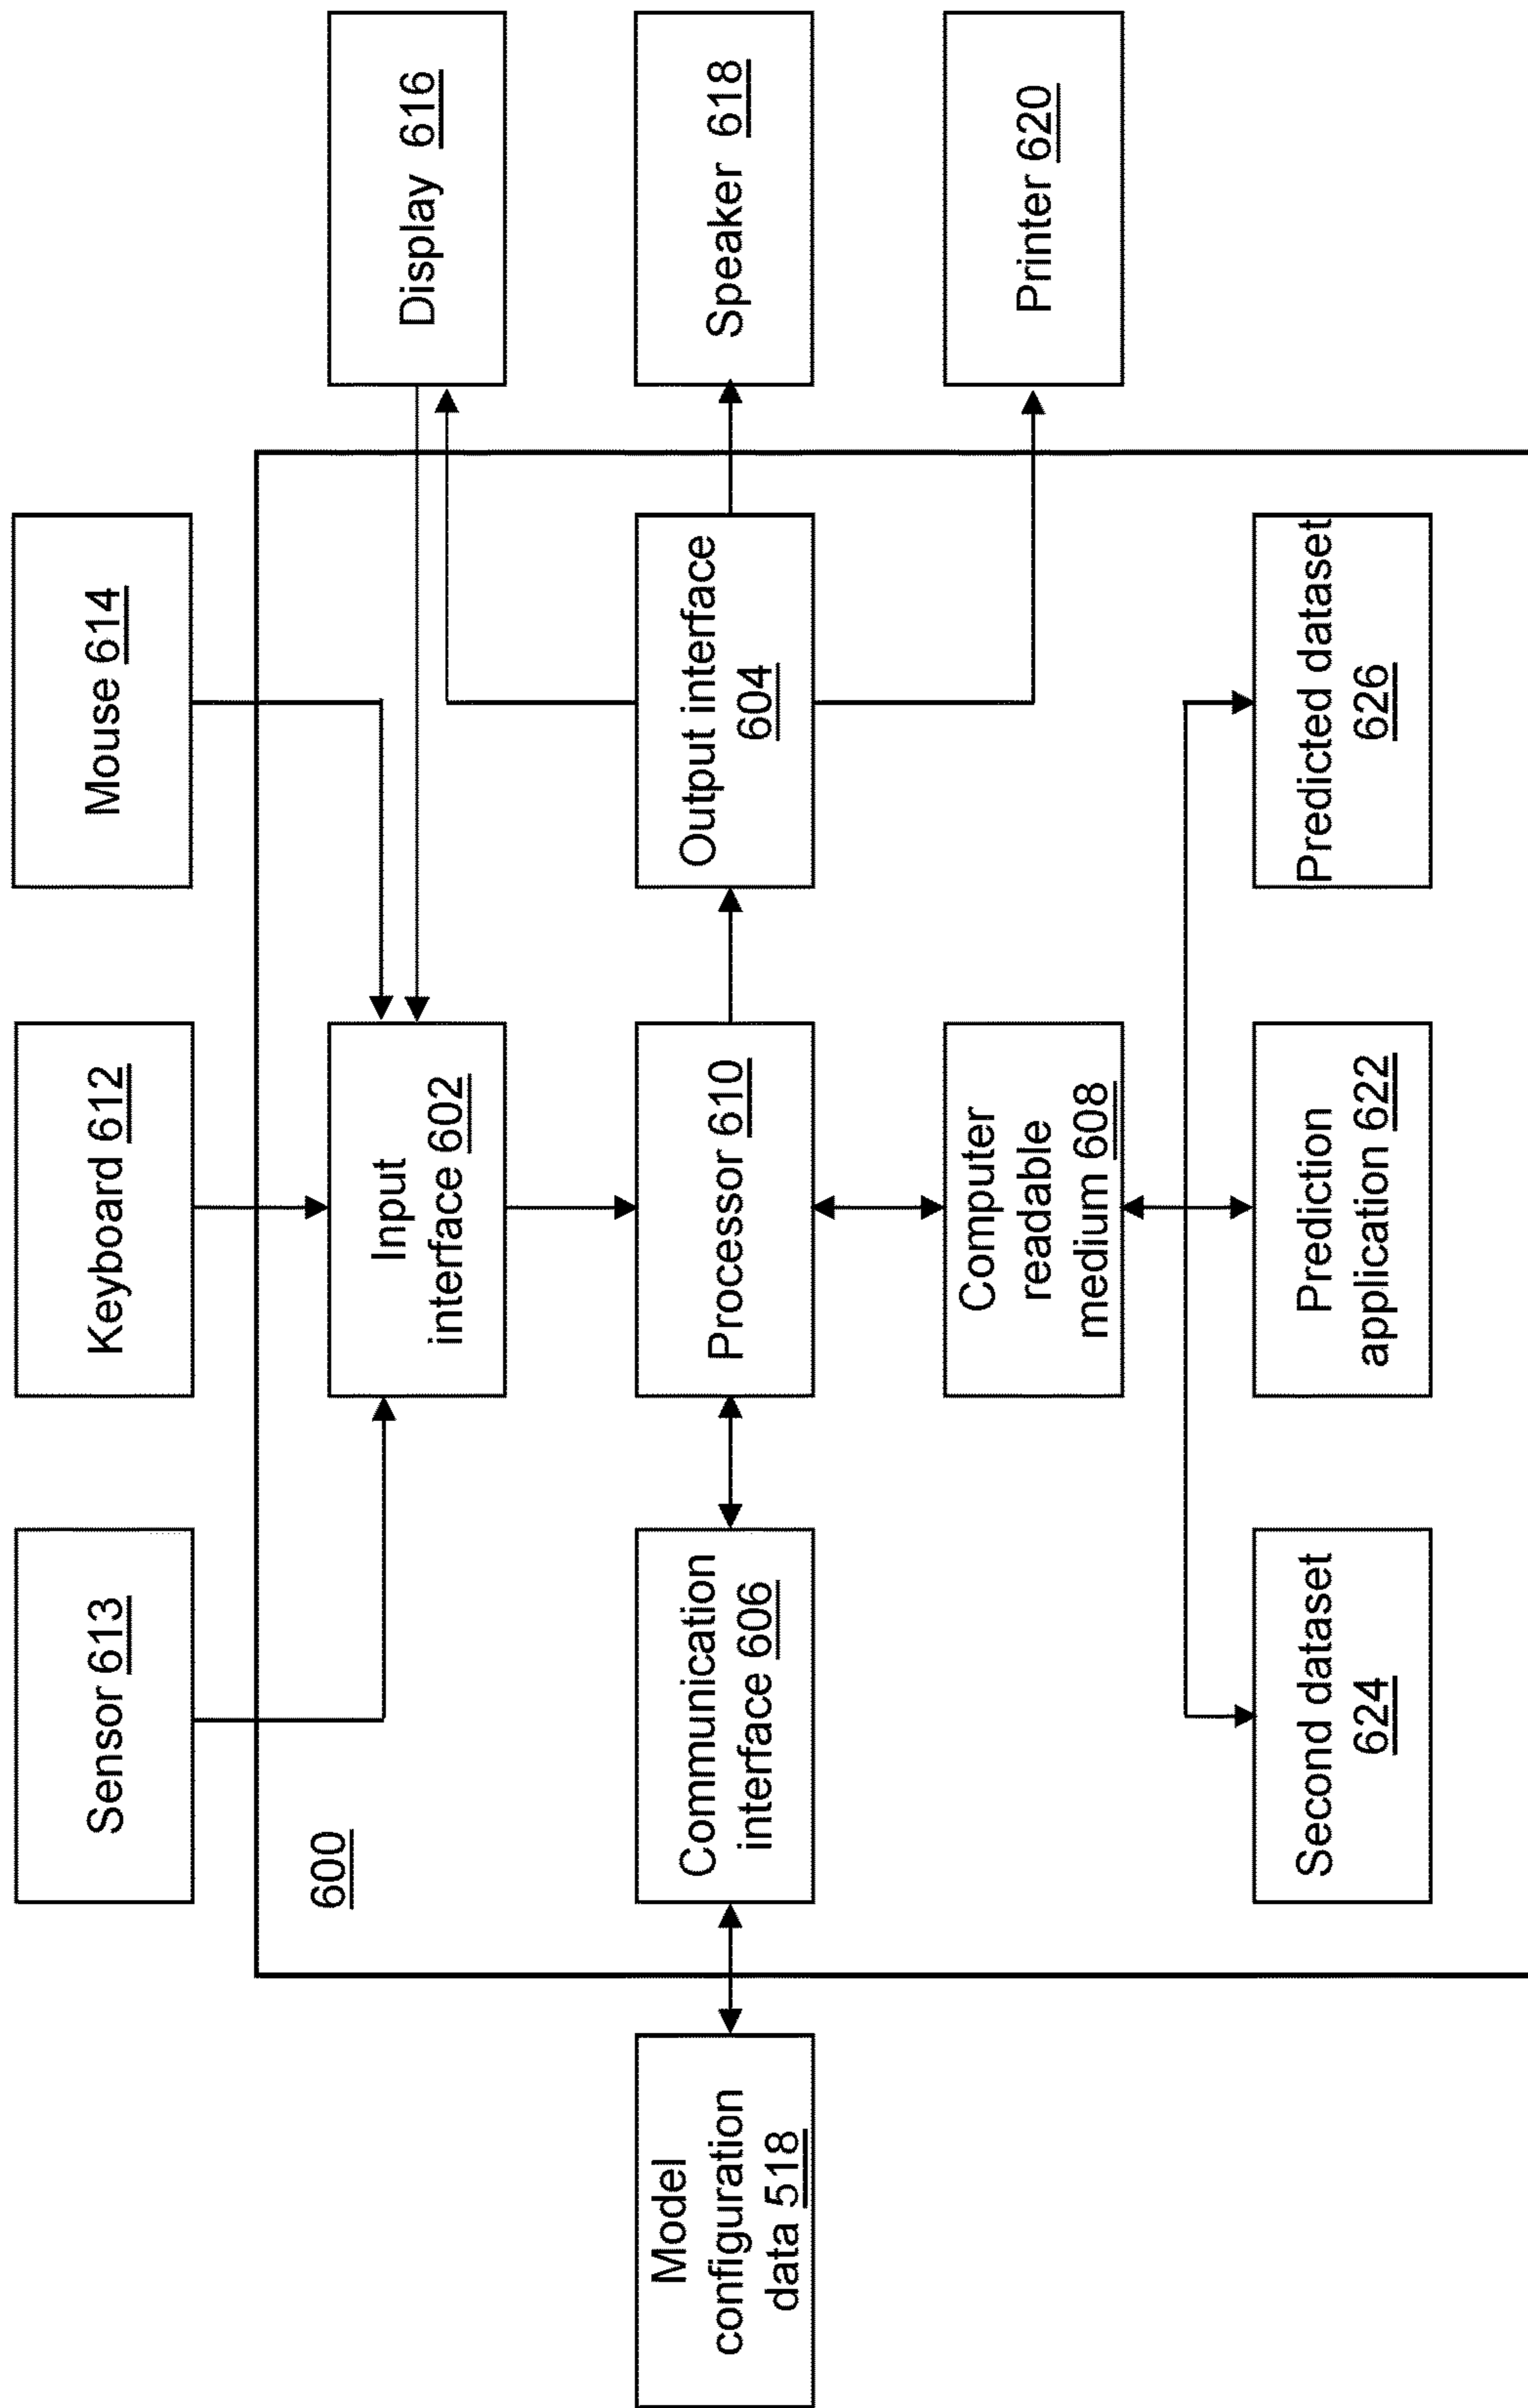 Sensor 613
Keyboard 612
Mouse 614
600
Input
interface 602
Display 616
Model
configuration
data 518
Communication
interface 606
Processor 610
Output interface
604
Speaker 618
Computer
readable
medium 608
Printer 620
Second dataset
624
Prediction
application 622
Predicted dataset
626